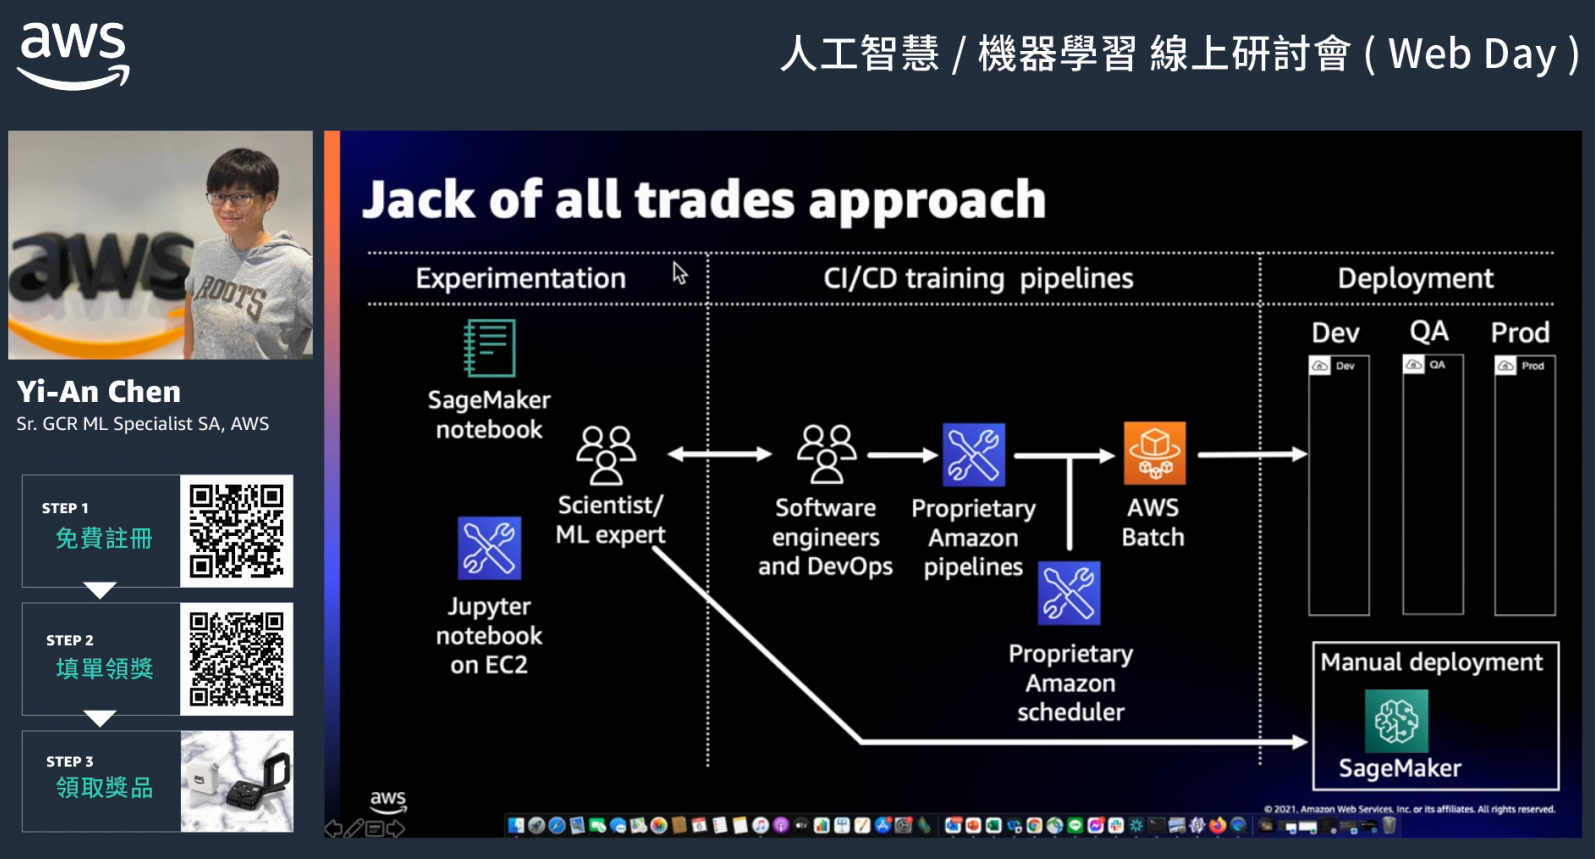 aws
人工智慧 / 機器學習 線上研討會 ( Web Day )
aws
ROOTS
Yi-An Chen
Sr. GCR ML Specialist SA, AWS
STEP 1
免費註冊
STEP 2
填單領獎
STEP 3
領取獎品
aws
Jack of all trades approach
Experimentation
CI/CD training pipelines
Deployment
SageMaker
notebook
Scientist/
ML expert
Jupyter
notebook
on EC2
Software
engineers
and DevOps
Proprietary
Amazon
pipelines
Proprietary
Amazon
scheduler
AWS
Batch
Dev
QA
Prod
Dev
QA
Prod
Manual deployment
SageMaker
aws
© 2021, Amazon Web Services, Inc. or its affiliates. All rights reserved.